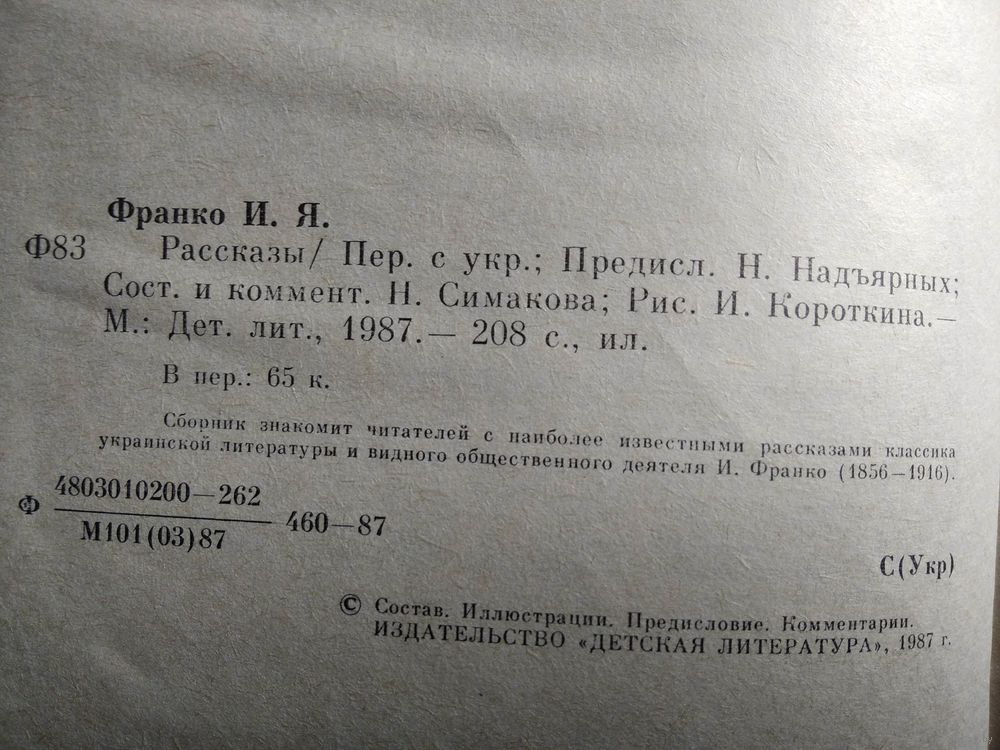 Франко И. Я.
Ф83 Рассказы/ Пер. с укр.; Предисл. Н. Надъярных;
Сост. и коммент. Н. Симакова; Рис. И. Короткина.—
М.: Дет. лит., 1987.— 208 с., ил.
В пер.: 65 к.
Сборник знакомит читателей с наиболее известными рассказами классика
украинской литературы и видного общественного деятеля И. Франко (1856—1916).
Ф 4803010200—262
М101(03)87
460—87
С(Укр)
© Состав. Иллюстрации. Предисловие. Комментарии.
ИЗДАТЕЛЬСТВО «ДЕТСКАЯ ЛИТЕРАТУРА», 1987 г.